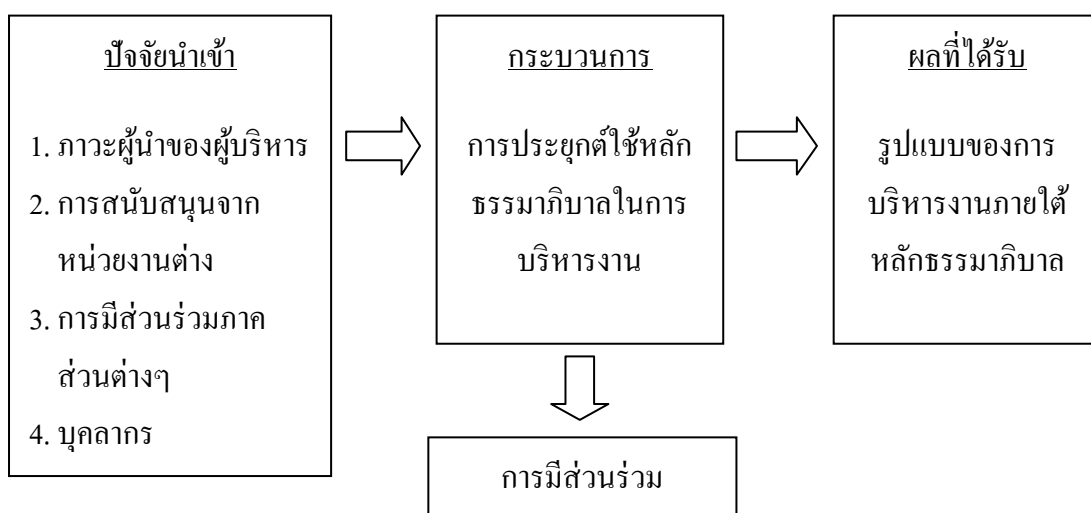 ปัจจัยนำเข้า
1. ภาวะผู้นำของผู้บริหาร
2. การสนับสนุนจาก
หน่วยงานต่าง
3. การมีส่วนร่วมภาค
ส่วนต่างๆ
4. บุคลากร
กระบวนการ
การประยุกต์ใช้หลัก
ธรรมาภิบาลในการ
บริหารงาน
ผลที่ได้รับ
รูปแบบของการ
บริหารงานภายใต้
หลักธรรมาภิบาล
การมีส่วนร่วม